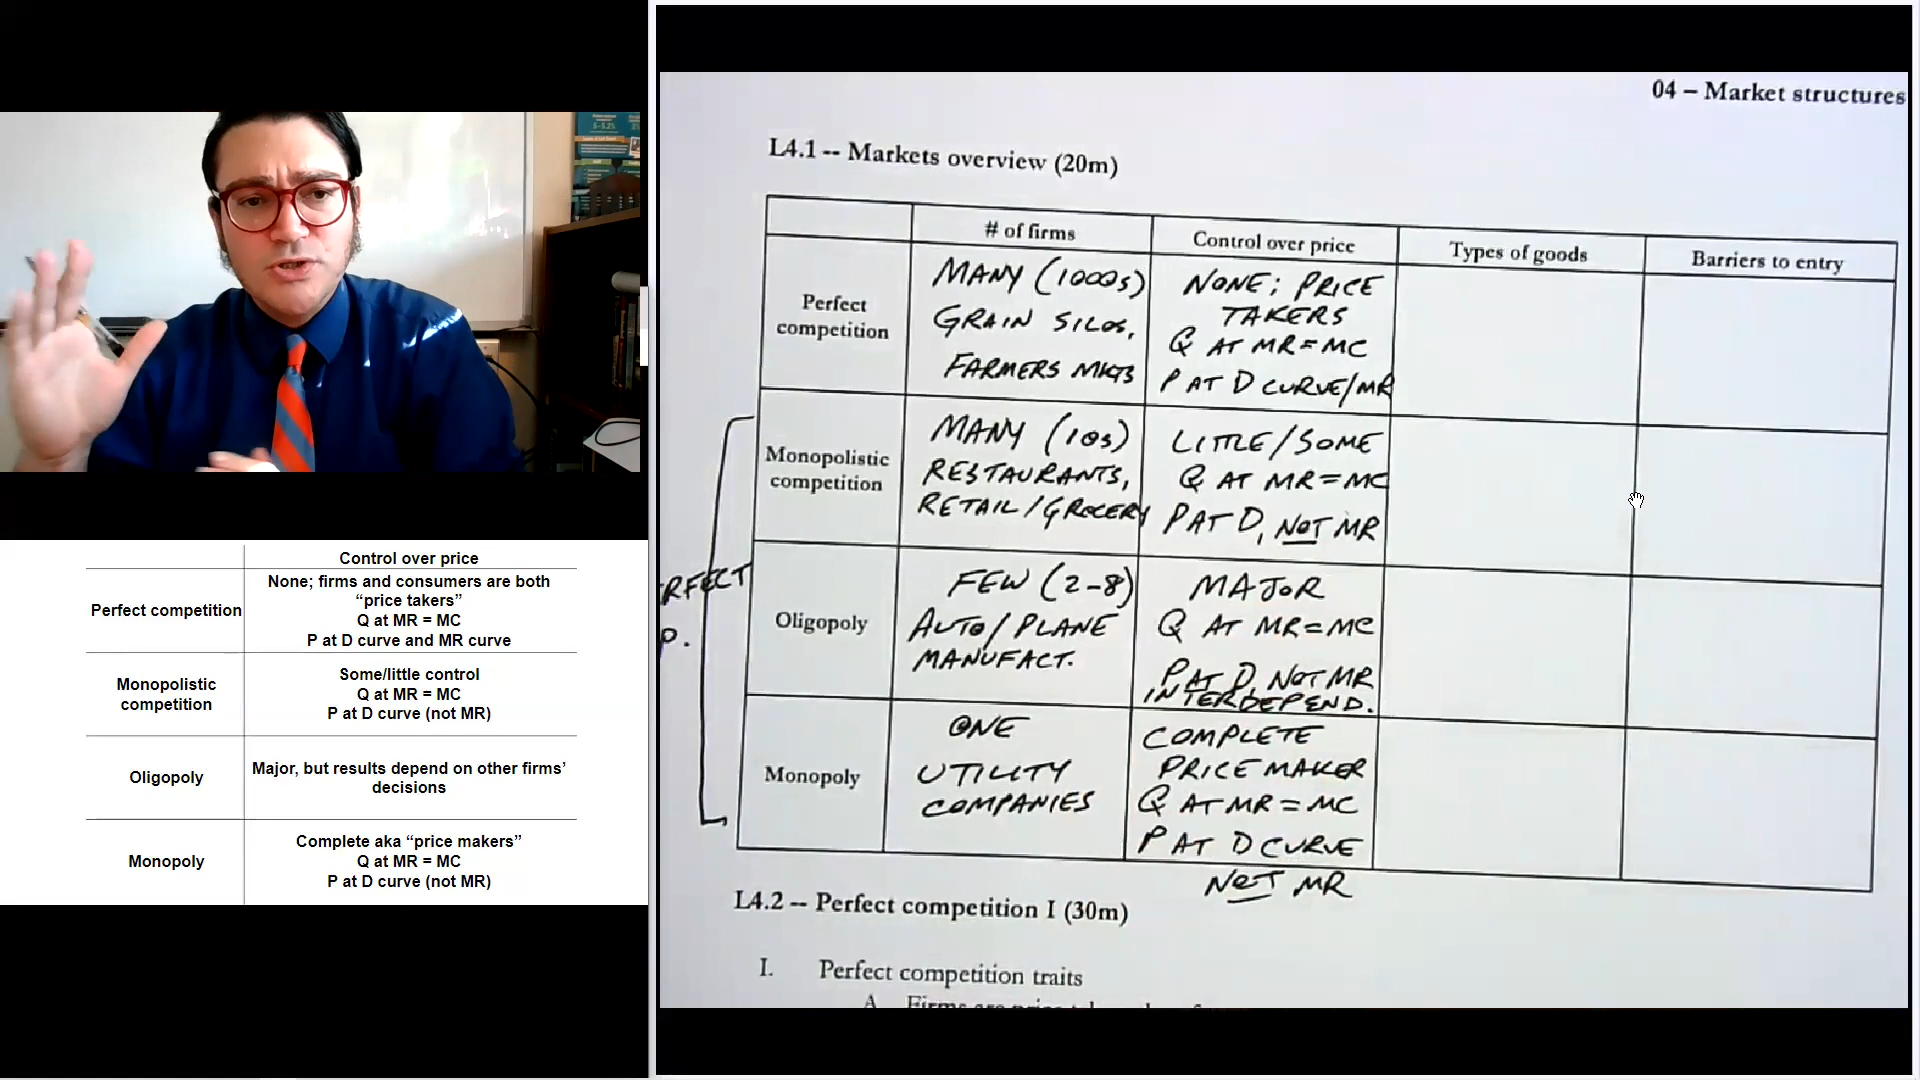 Control over price
Perfect competition
None; firms and consumers are both
“price takers”
Q at MR = MC
P at D curve and MR curve
Monopolistic
competition
Some/little control
Q at MR = MC
P at D curve (not MR)
Oligopoly
Major, but results depend on other firms’
decisions
Monopoly
Complete aka “price makers”
Q at MR = MC
P at D curve (not MR)
04 – Market structures
L4.1 -- Markets overview (20m)
# of firms
Control over price
Types of goods
Barriers to entry
Perfect
competition
MANY (1000s)
GRAIN SILOS,
FARMERS MKTS
NONE; PRICE
TAKERS
Q AT MR=MC
P AT D CURVE/MR
Monopolistic
competition
MANY (10s)
RESTAURANTS,
RETAIL/GROCERY
LITTLE/SOME
Q AT MR=MC
P AT D, NOT MR
RFECT
P.
Oligopoly
FEW (2-8)
AUTO/PLANE
MANUFACT.
MAJOR
Q AT MR=MC
P AT D, NOT MR
INTERDEPEND.
Monopoly
ONE
UTILITY
COMPANIES
COMPLETE
PRICE MAKER
Q AT MR=MC
P AT D CURVE
NOT MR
L4.2 -- Perfect competition I (30m)
I. Perfect competition traits
A. Firms are